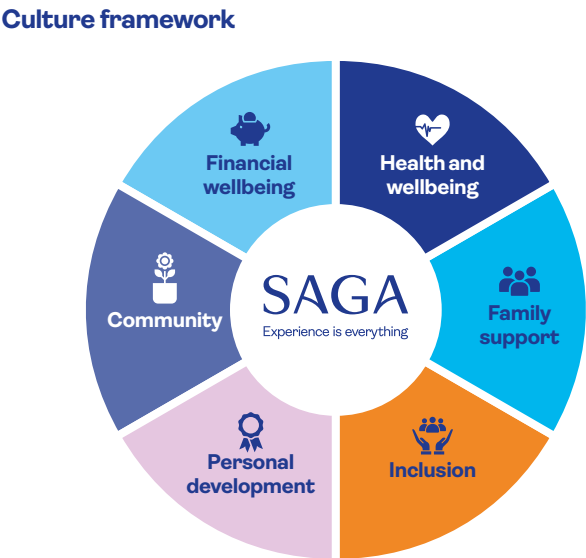 Culture framework
Financial
wellbeing
Health and
wellbeing
Community
SAGA
Experience is everything
Family
support
Personal
development
Inclusion